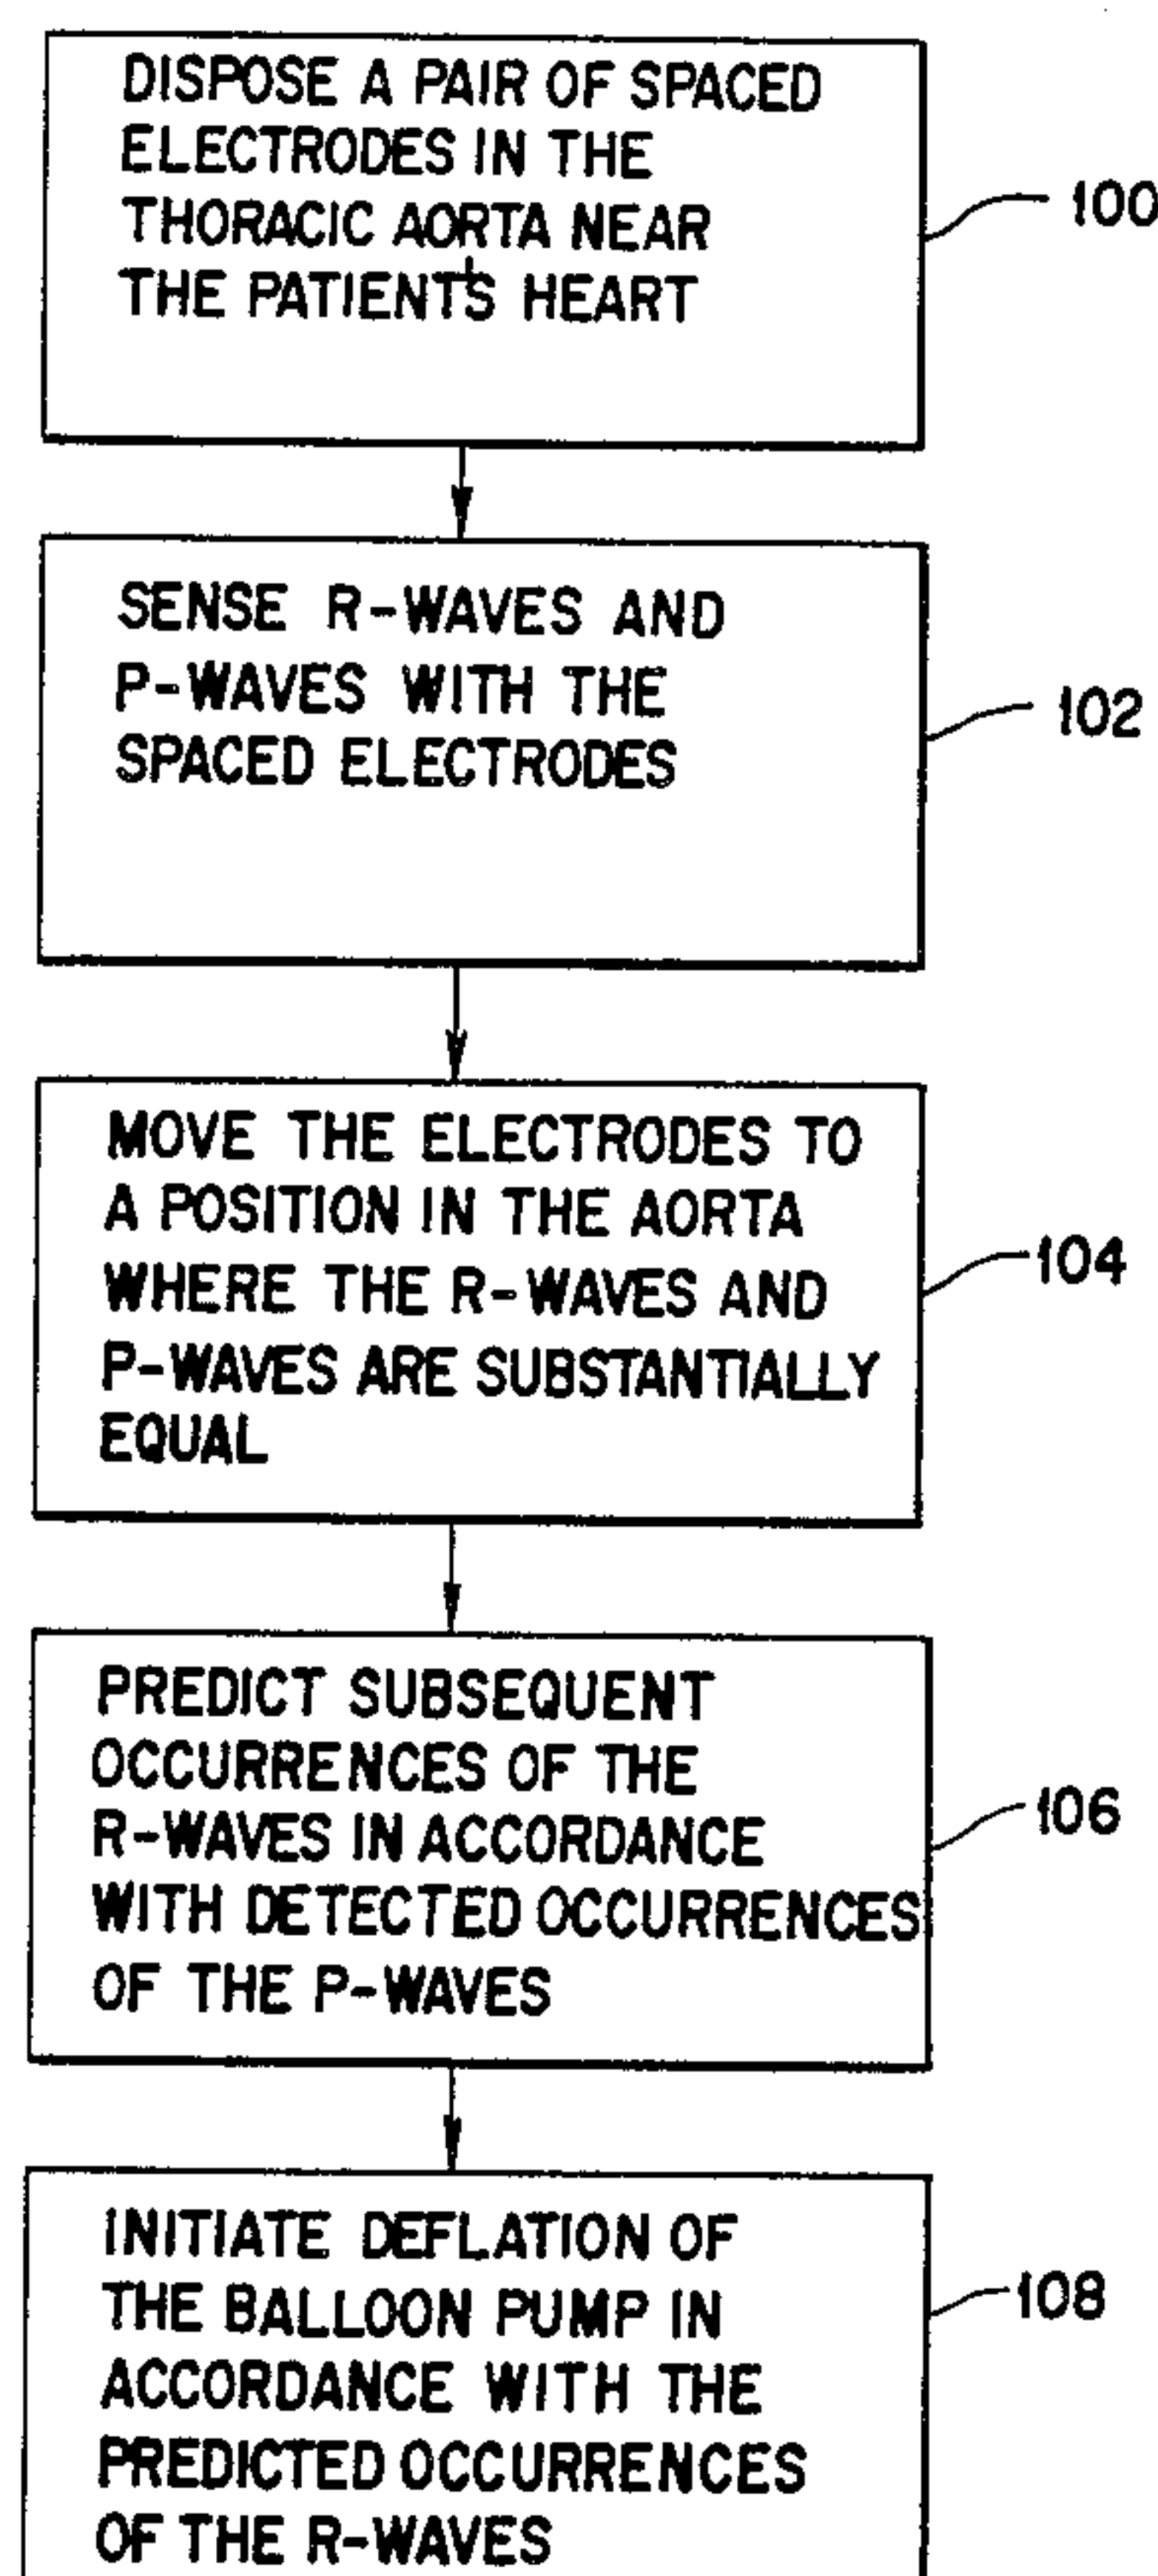 DISPOSE A PAIR OF SPACED
ELECTRODES IN THE
THORACIC AORTA NEAR
THE PATIENT'S HEART
100
SENSE R-WAVES AND
P-WAVES WITH THE
SPACED ELECTRODES
102
MOVE THE ELECTRODES TO
A POSITION IN THE AORTA
WHERE THE R-WAVES AND
P-WAVES ARE SUBSTANTIALLY
EQUAL
104
PREDICT SUBSEQUENT
OCCURRENCES OF THE
R-WAVES IN ACCORDANCE
WITH DETECTED OCCURRENCES
OF THE P-WAVES
106
INITIATE DEFLATION OF
THE BALLOON PUMP IN
ACCORDANCE WITH THE
PREDICTED OCCURRENCES
OF THE R-WAVES
108